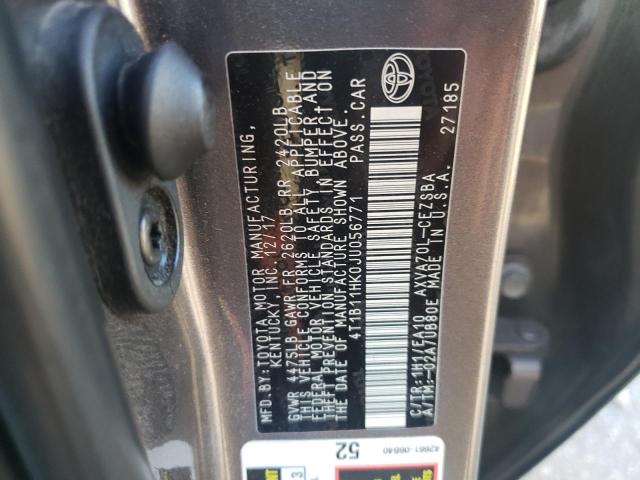 MFD.BY:TOYOTA MOTOR MANUFACTURING,
KENTUCKY, INC. 12/17
GVWR 4475LB GAWR FR 2620LB RR 2420LB
THIS VEHICLE CONFORMS TO ALL APPLICABLE
FEDERAL MOTOR VEHICLE SAFETY, BUMPER AND
THEFT PREVENTION STANDARDS IN EFFECT ON
THE DATE OF MANUFACTURE SHOWN ABOVE.
4T1B11HK0JU056771 PASS.CAR
C/TR:1H1/EA10 AXVA70L-CEZSBA
A/TM:-02A/UB80E MADE IN U.S.A.
27185
52
42661-06B40